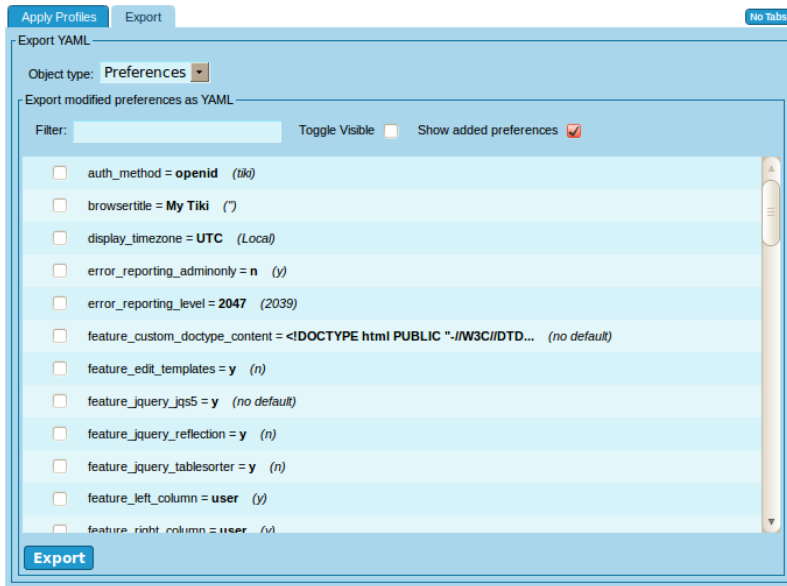 Apply Profiles Export No Tabs
Export YAML
Object type: Preferences
Export modified preferences as YAML
Filter: Toggle Visible Show added preferences
auth_method = openid (tiki)
browsertitle = My Tiki ('')
display_timezone = UTC (Local)
error_reporting_adminonly = n (y)
error_reporting_level = 2047 (2039)
feature_custom_doctype_content = <!DOCTYPE html PUBLIC "-//W3C//DTD... (no default)
feature_edit_templates = y (n)
feature_jquery_jqs5 = y (no default)
feature_jquery_reflection = y (n)
feature_jquery_tablesorter = y (n)
feature_left_column = user (y)
feature_right_column = user (y)
Export